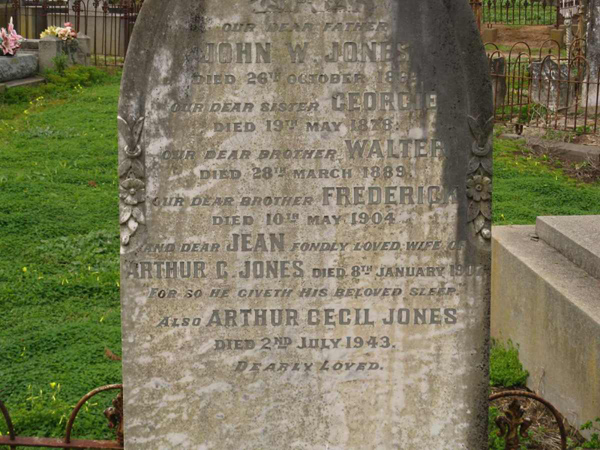 OUR DEAR FATHER
JOHN W. JONES
DIED 26TH OCTOBER
OUR DEAR SISTER GEORGIE
DIED 19TH MAY 1878.
OUR DEAR BROTHER WALTER
DIED 28TH MARCH 1889.
OUR DEAR BROTHER FREDERICK
DIED 10TH MAY 1904
AND DEAR JEAN FONDLY LOVED WIFE OF
ARTHUR C. JONES DIED 8TH JANUARY
FOR SO HE GIVETH HIS BELOVED SLEEP.
ALSO ARTHUR CECIL JONES
DIED 2ND JULY 1943.
DEARLY LOVED.